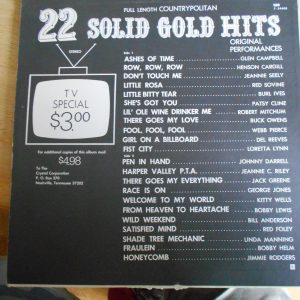 FULL LENGTH COUNTRYPOLITAN
22 SOLID GOLD HITS
STEREO
ORIGINAL PERFORMANCES
SIDE 1
ASHES OF TIME GLEN CAMPBELL
ROW, ROW, ROW HENSON CARGILL
DON'T TOUCH ME JEANNIE SEELY
LITTLE ROSA RED SOVINE
LITTLE BITTY TEAR BURL IVES
SHE'S GOT YOU PATSY CLINE
LIL' OLE WINE DRINKER ME ROBERT MITCHUM
THERE GOES MY LOVE BUCK OWENS
FOOL, FOOL, FOOL WEBB PIERCE
GIRL ON A BILLBOARD DEL REEVES
FIST CITY LORETTA LYNN
SIDE 2
PEN IN HAND JOHNNY DARRELL
HARPER VALLEY P.T.A. JEANNIE C. RILEY
THERE GOES MY EVERYTHING JACK GREENE
RACE IS ON GEORGE JONES
WELCOME TO MY WORLD KITTY WELLS
FROM HEAVEN TO HEARTACHE BOBBY LEWIS
WILD WEEKEND BILL ANDERSON
SATISFIED MIND RED FOLEY
SHADE TREE MECHANIC LINDA MANNING
FRAULEIN BOBBY HELM
HONEYCOMB JIMMIE RODGERS
TV
SPECIAL
$3.00
For additional copies of this album mail
$4.98
To The
Crystal Corporation
P. O. Box 570
Nashville, Tennessee 37202